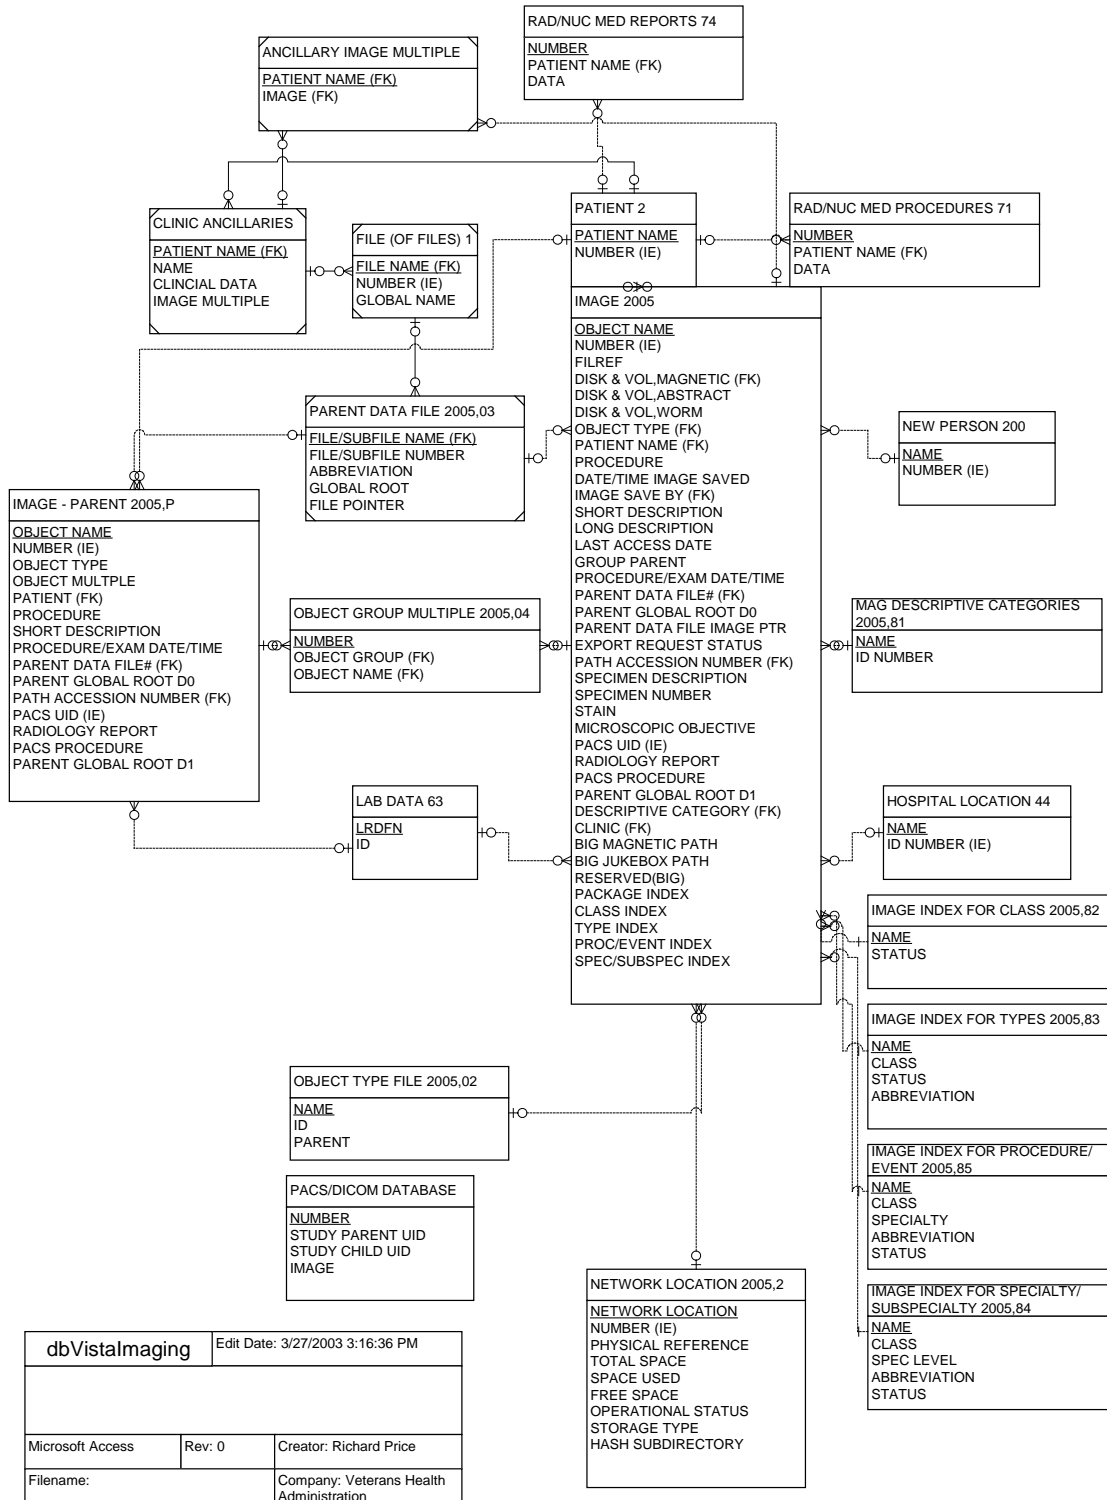 RAD/NUC MED REPORTS 74
NUMBER
PATIENT NAME (FK)
DATA
ANCILLARY IMAGE MULTIPLE
PATIENT NAME (FK)
IMAGE (FK)
CLINIC ANCILLARIES
PATIENT NAME (FK)
NAME
CLINCIAL DATA
IMAGE MULTIPLE
FILE (OF FILES) 1
FILE NAME (FK)
NUMBER (IE)
GLOBAL NAME
PATIENT 2
PATIENT NAME
NUMBER (IE)
RAD/NUC MED PROCEDURES 71
NUMBER
PATIENT NAME (FK)
DATA
IMAGE 2005
OBJECT NAME
NUMBER (IE)
FILREF
DISK & VOL,MAGNETIC (FK)
DISK & VOL,ABSTRACT
DISK & VOL,WORM
OBJECT TYPE (FK)
PATIENT NAME (FK)
PROCEDURE
DATE/TIME IMAGE SAVED
IMAGE SAVE BY (FK)
SHORT DESCRIPTION
LONG DESCRIPTION
LAST ACCESS DATE
GROUP PARENT
PROCEDURE/EXAM DATE/TIME
PARENT DATA FILE# (FK)
PARENT GLOBAL ROOT D0
PARENT DATA FILE IMAGE PTR
EXPORT REQUEST STATUS
PATH ACCESSION NUMBER (FK)
SPECIMEN DESCRIPTION
SPECIMEN NUMBER
STAIN
MICROSCOPIC OBJECTIVE
PACS UID (IE)
RADIOLOGY REPORT
PACS PROCEDURE
PARENT GLOBAL ROOT D1
DESCRIPTIVE CATEGORY (FK)
CLINIC (FK)
BIG MAGNETIC PATH
BIG JUKEBOX PATH
RESERVED(BIG)
PACKAGE INDEX
CLASS INDEX
TYPE INDEX
PROC/EVENT INDEX
SPEC/SUBSPEC INDEX
PARENT DATA FILE 2005,03
FILE/SUBFILE NAME (FK)
FILE/SUBFILE NUMBER
ABBREVIATION
GLOBAL ROOT
FILE POINTER
NEW PERSON 200
NAME
NUMBER (IE)
IMAGE - PARENT 2005,P
OBJECT NAME
NUMBER (IE)
OBJECT TYPE
OBJECT MULTPLE
PATIENT (FK)
PROCEDURE
SHORT DESCRIPTION
PROCEDURE/EXAM DATE/TIME
PARENT DATA FILE# (FK)
PARENT GLOBAL ROOT D0
PATH ACCESSION NUMBER (FK)
PACS UID (IE)
RADIOLOGY REPORT
PACS PROCEDURE
PARENT GLOBAL ROOT D1
OBJECT GROUP MULTIPLE 2005,04
NUMBER
OBJECT GROUP (FK)
OBJECT NAME (FK)
MAG DESCRIPTIVE CATEGORIES
2005,81
NAME
ID NUMBER
LAB DATA 63
LRDFN
ID
HOSPITAL LOCATION 44
NAME
ID NUMBER (IE)
IMAGE INDEX FOR CLASS 2005,82
NAME
STATUS
IMAGE INDEX FOR TYPES 2005,83
NAME
CLASS
STATUS
ABBREVIATION
OBJECT TYPE FILE 2005,02
NAME
ID
PARENT
IMAGE INDEX FOR PROCEDURE/
EVENT 2005,85
NAME
CLASS
SPECIALTY
ABBREVIATION
STATUS
PACS/DICOM DATABASE
NUMBER
STUDY PARENT UID
STUDY CHILD UID
IMAGE
NETWORK LOCATION 2005,2
NETWORK LOCATION
NUMBER (IE)
PHYSICAL REFERENCE
TOTAL SPACE
SPACE USED
FREE SPACE
OPERATIONAL STATUS
STORAGE TYPE
HASH SUBDIRECTORY
IMAGE INDEX FOR SPECIALTY/
SUBSPECIALTY 2005,84
NAME
CLASS
SPEC LEVEL
ABBREVIATION
STATUS
dbVistaImaging
Edit Date: 3/27/2003 3:16:36 PM
Microsoft Access
Rev: 0
Creator: Richard Price
Filename:
Company: Veterans Health
Administration